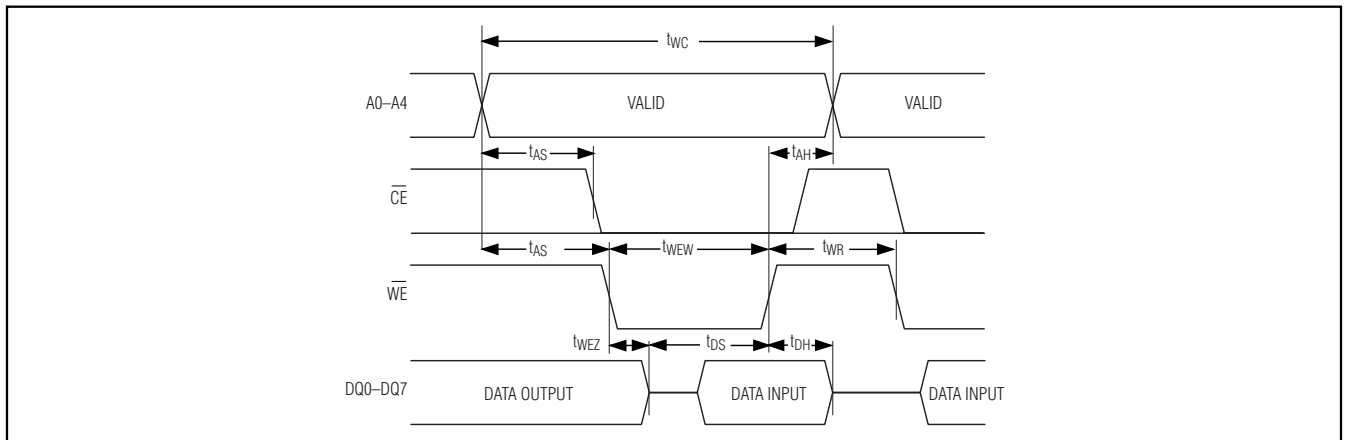 tWC
A0–A4 VALID VALID
tAS tAH
CE
tAS tWEW tWR
WE
tWEZ tDS tDH
DQ0–DQ7 DATA OUTPUT DATA INPUT DATA INPUT